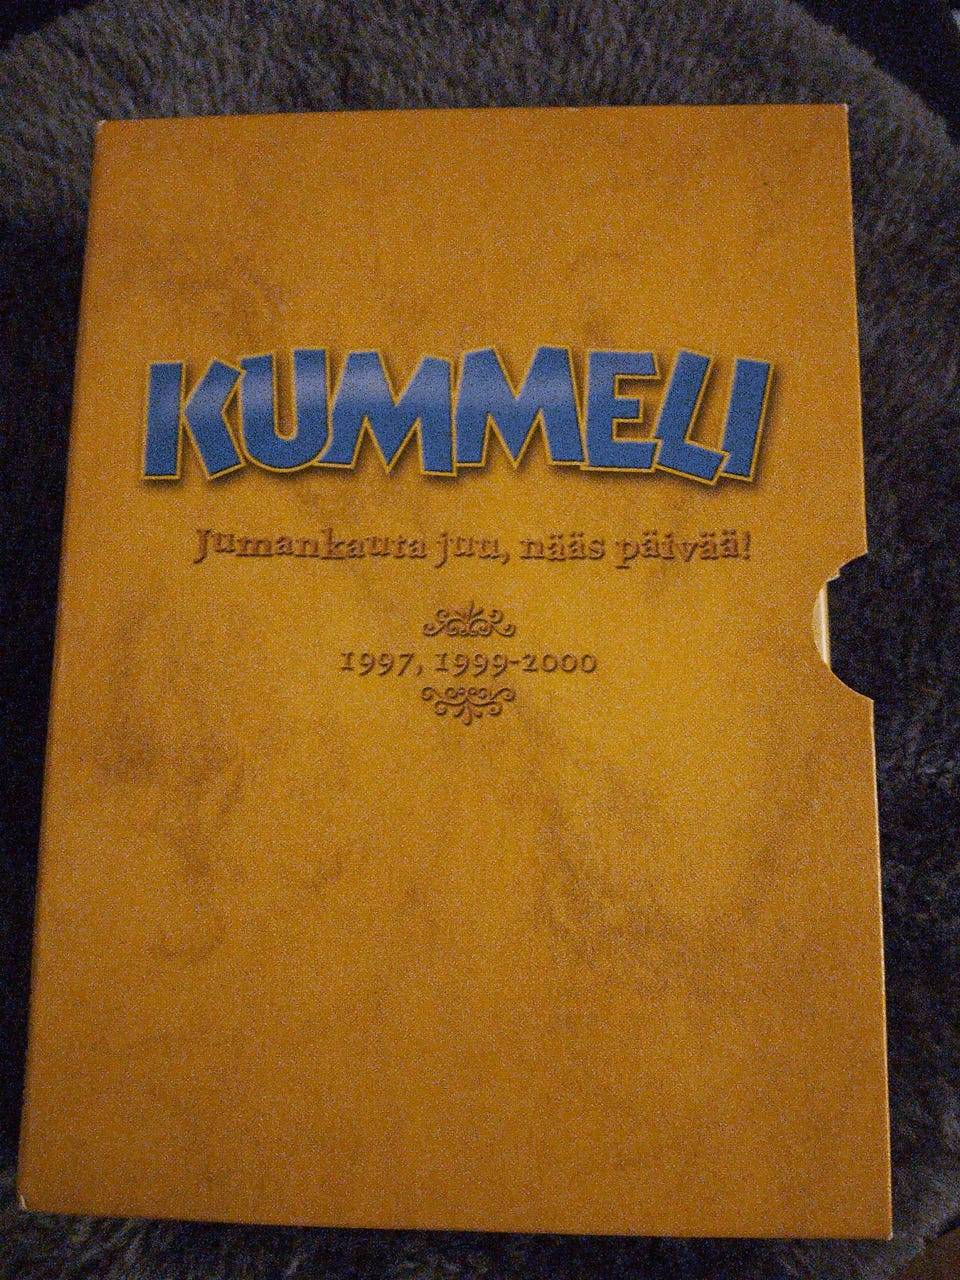 KUMMELI
Jumankauta juu, nääs päivää!
1997, 1999-2000